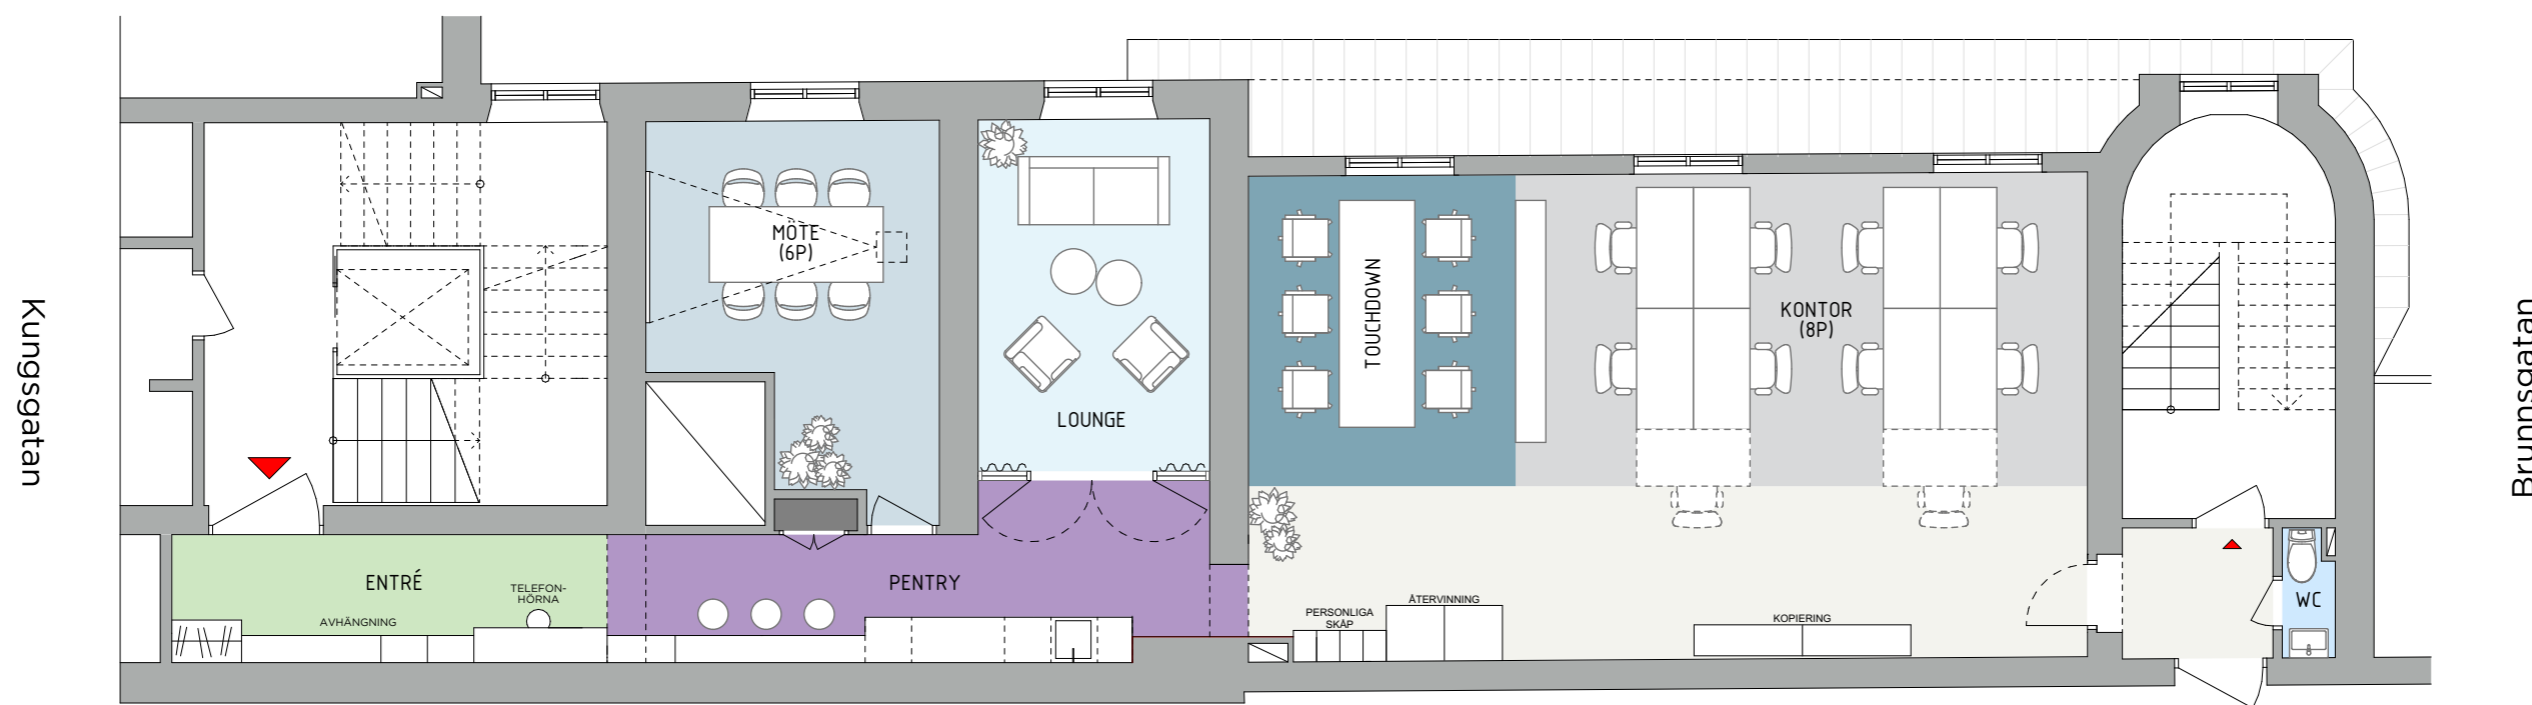 Kungsgatan
MÖTE
(6P)
LOUNGE
TOUCHDOWN
KONTOR
(8P)
Brunnsgatan
ENTRÉ
TELEFON-
HÖRNA
AVHÄNGNING
PENTRY
PERSONLIGA
SKÅP
ÅTERVINNING
KOPIERING
WC